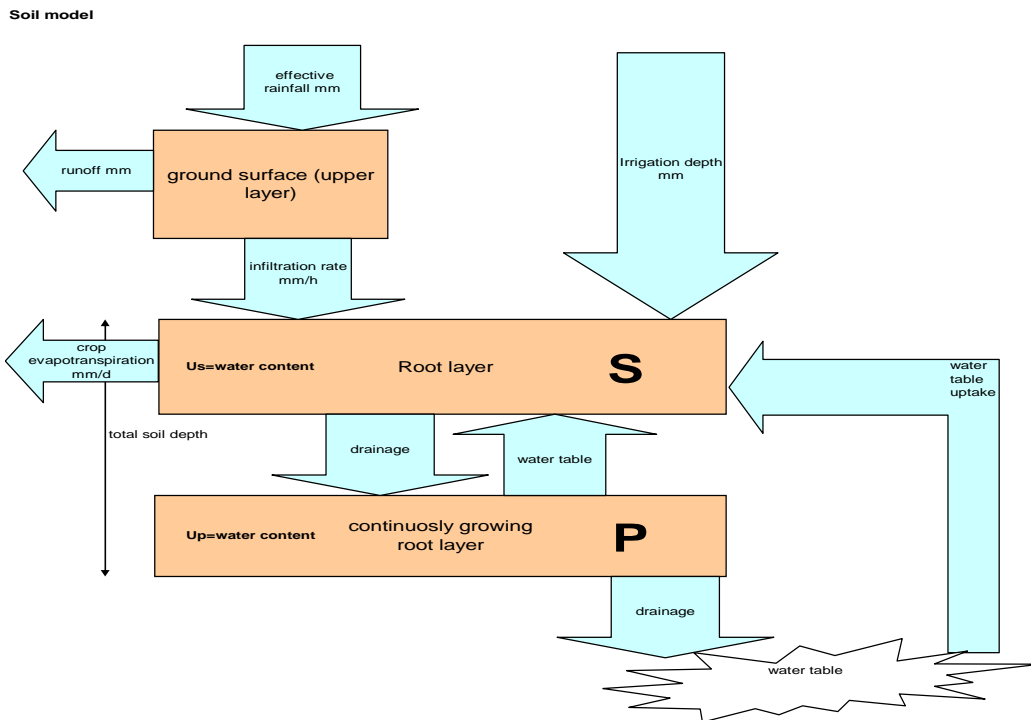 Soil model
effective
rainfall mm
runoff mm
ground surface (upper
layer)
Irrigation depth
mm
infiltration rate
mm/h
crop
evapotranspiration
mm/d
Us=water content
Root layer
S
water
table
uptake
total soil depth
drainage
water table
Up=water content
continuosly growing
root layer
P
drainage
water table